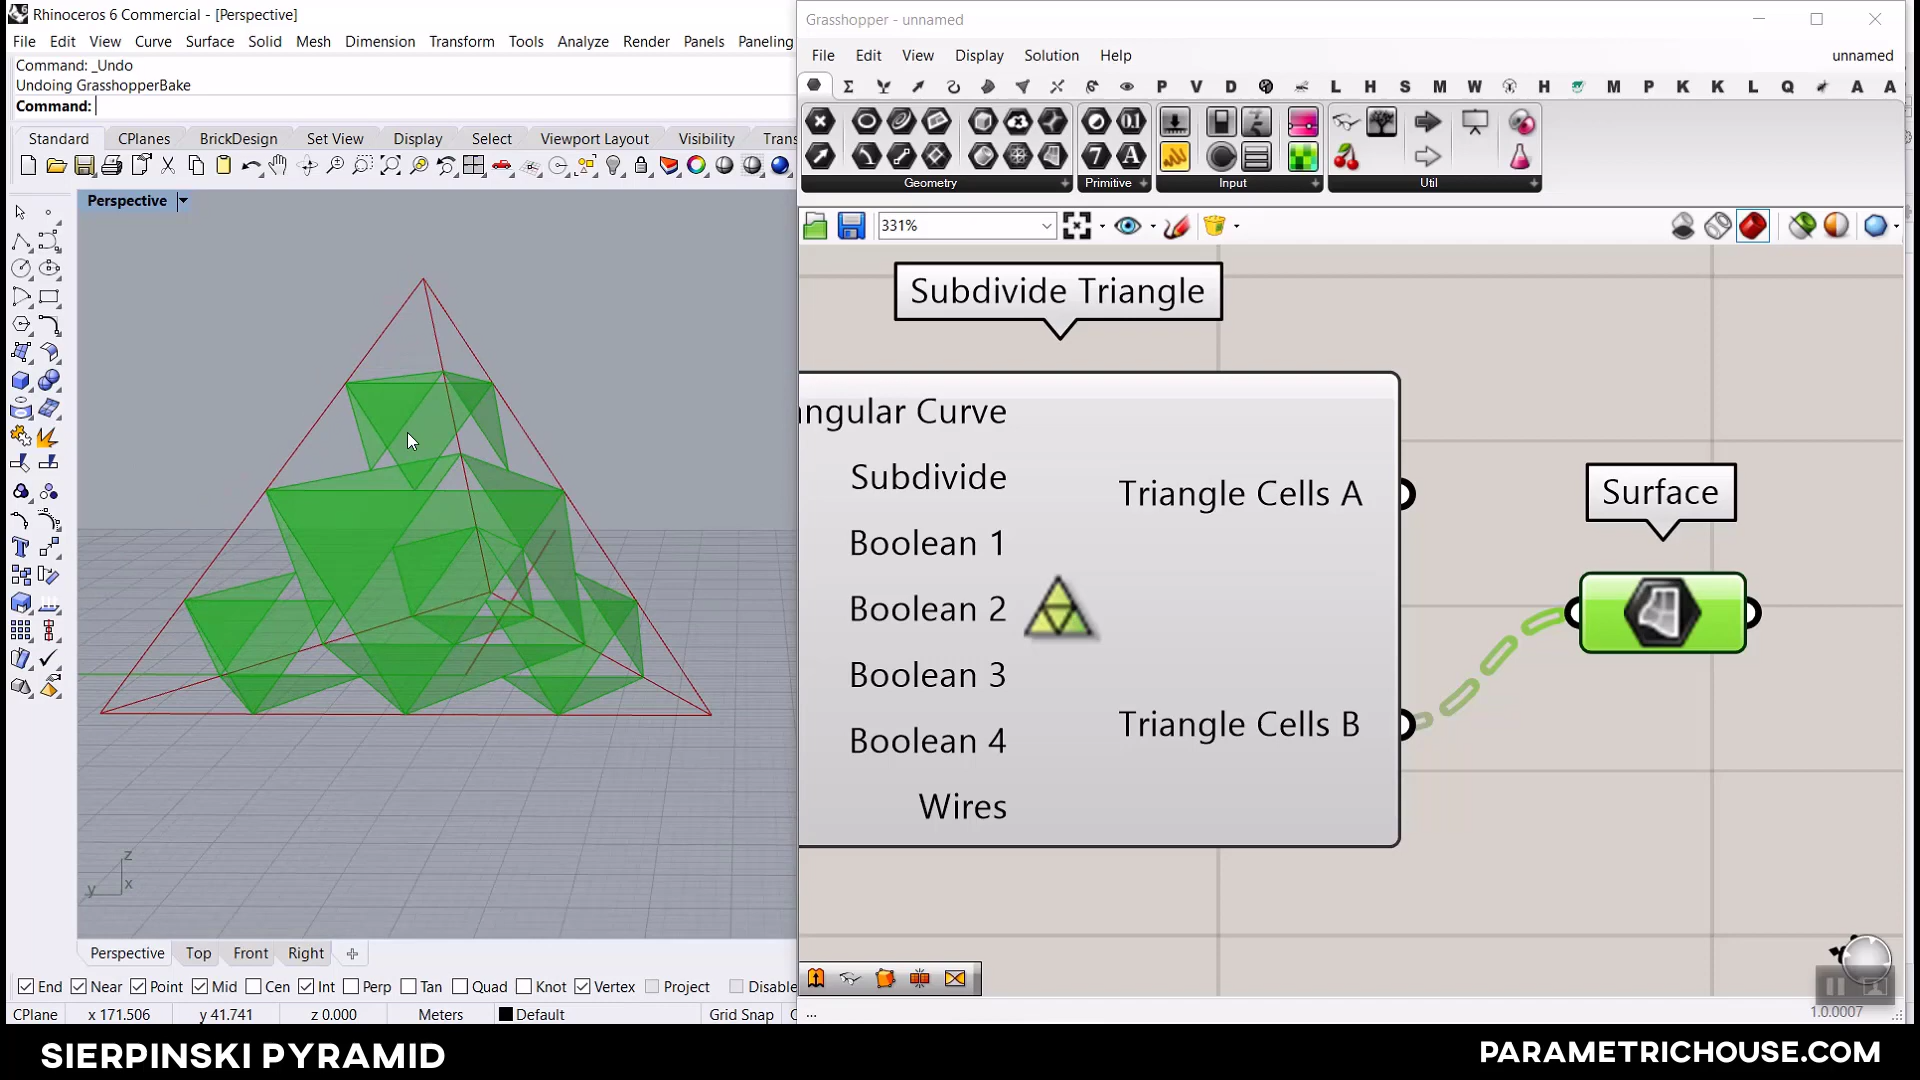 Rhinoceros 6 Commercial - [Perspective]
File Edit View Curve Surface Solid Mesh Dimension Transform Tools Analyze Render Panels Paneling
Command: _Undo
Undoing GrasshopperBake
Command:
Standard CPlanes BrickDesign Set View Display Select Viewport Layout Visibility Trans
Perspective
z
y x
Perspective Top Front Right
End Near Point Mid Cen Int Perp Tan Quad Knot Vertex Project Disable
CPlane x 171.506 y 41.741 z 0.000 Meters Default Grid Snap
Grasshopper - unnamed
File Edit View Display Solution Help unnamed
P V D L H S M W H M P K K L Q A A
Geometry Primitive Input Util
331%
Subdivide Triangle
angular Curve
Subdivide
Boolean 1
Boolean 2
Boolean 3
Boolean 4
Wires
Triangle Cells A
Triangle Cells B
Surface
...
1.0.0007
SIERPINSKI PYRAMID
PARAMETRICHOUSE.COM